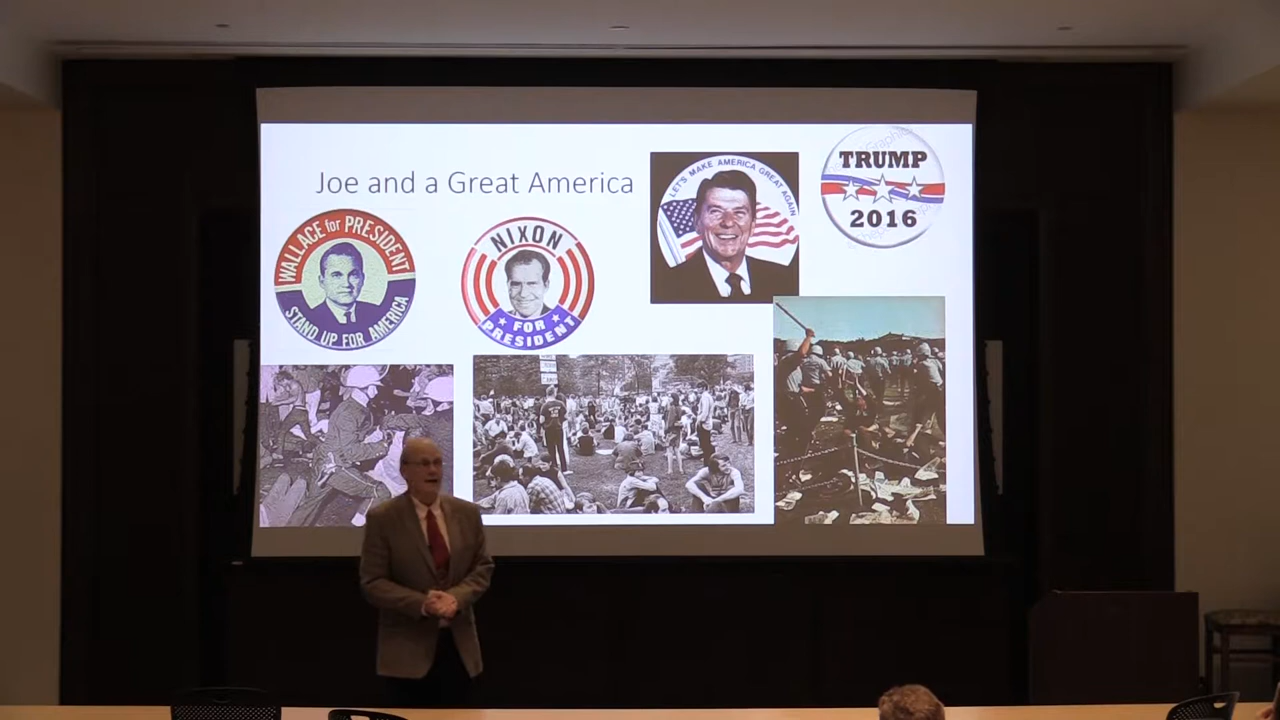 Joe and a Great America
WALLACE for PRESIDENT
STAND UP FOR AMERICA
NIXON
FOR
PRESIDENT
LET'S MAKE AMERICA GREAT AGAIN
TRUMP
2016